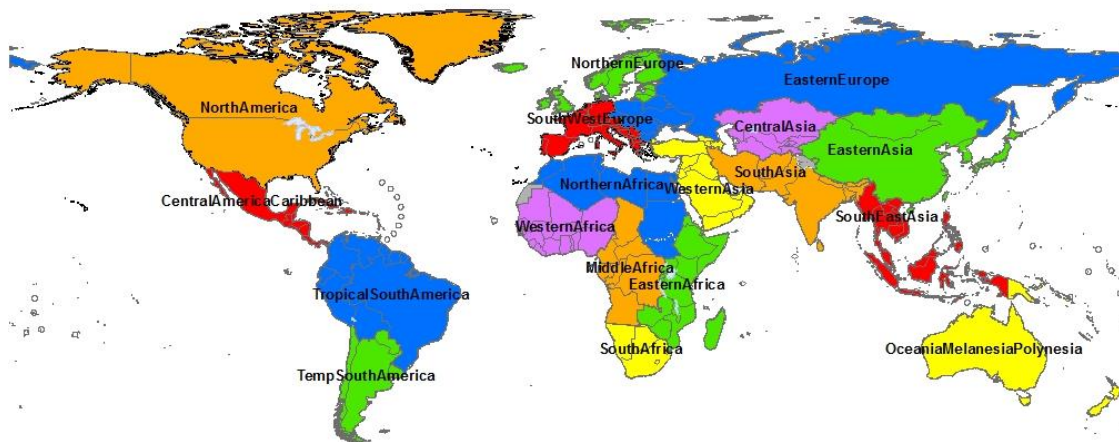 NorthernEurope
EasternEurope
NorthAmerica
SouthWestEurope
CentralAsia
EasternAsia
SouthAsia
NorthernAfrica
WesternAsia
CentralAmericaCaribbean
SouthEastAsia
WesternAfrica
MiddleAfrica
EasternAfrica
TropicalSouthAmerica
SouthAfrica
OceaniaMelanesiaPolynesia
TempSouthAmerica